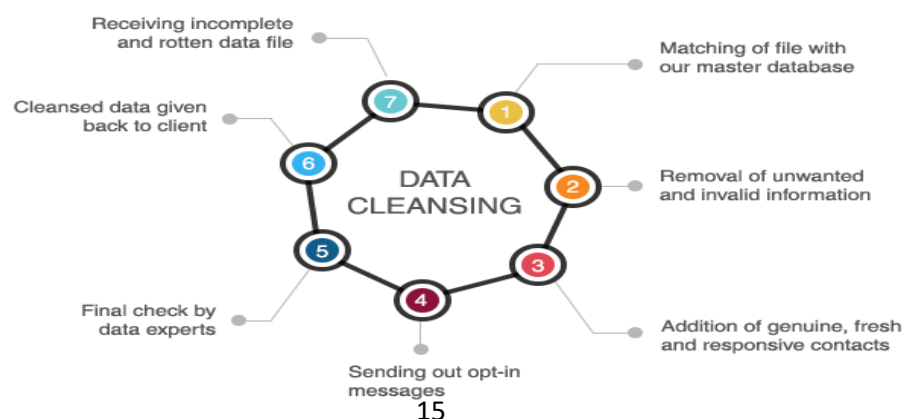 Receiving incomplete
and rotten data file
Matching of file with
our master database
Cleansed data given
back to client
7
1
6
DATA
CLEANSING
2
Removal of unwanted
and invalid information
5
3
4
Final check by
data experts
Addition of genuine, fresh
and responsive contacts
Sending out opt-in
messages
15